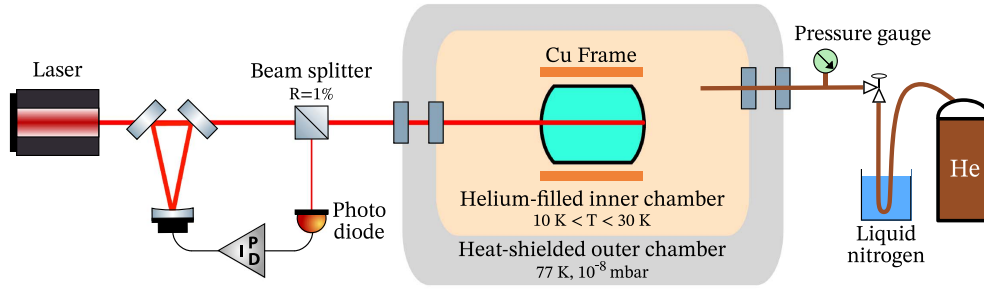 Laser
Beam splitter
R=1%
Photo
diode
P
I
D
Cu Frame
Helium-filled inner chamber
10 K < T < 30 K
Heat-shielded outer chamber
77 K, 10⁻⁸ mbar
Pressure gauge
He
Liquid
nitrogen